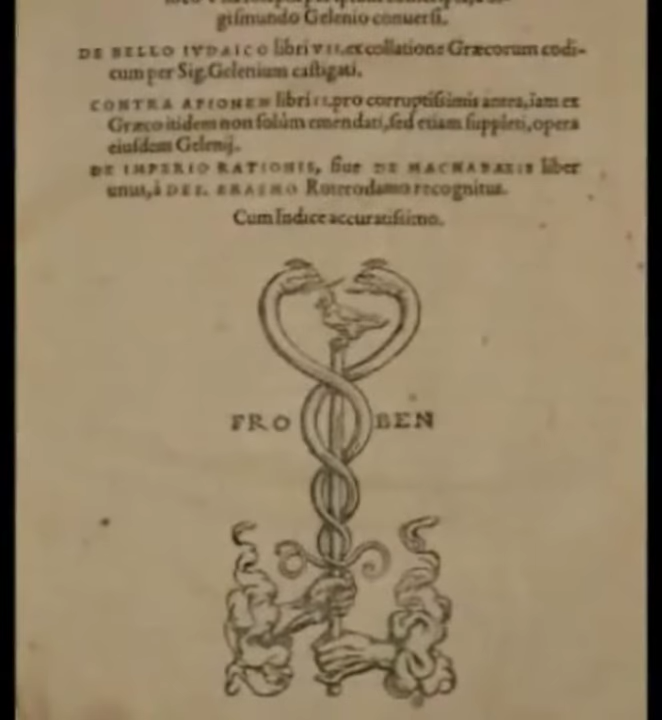 gismundo Gelenio conuersi.
DE BELLO IVDAICO libri VII. ex collatione Græcorum codi-
cum per Sig. Gelenium castigati.
CONTRA APIONEM libri II. pro corruptissimis antea, iam ex
Græco itidem non solùm emendati, sed etiam suppleti, opera
eiusdem Gelenij.
DE IMPERIO RATIONIS, siue DE MACHABAEIS liber
unus, à DES. ERASMO Roterodamo recognitus.
Cum Indice accuratissimo.
FRO BEN